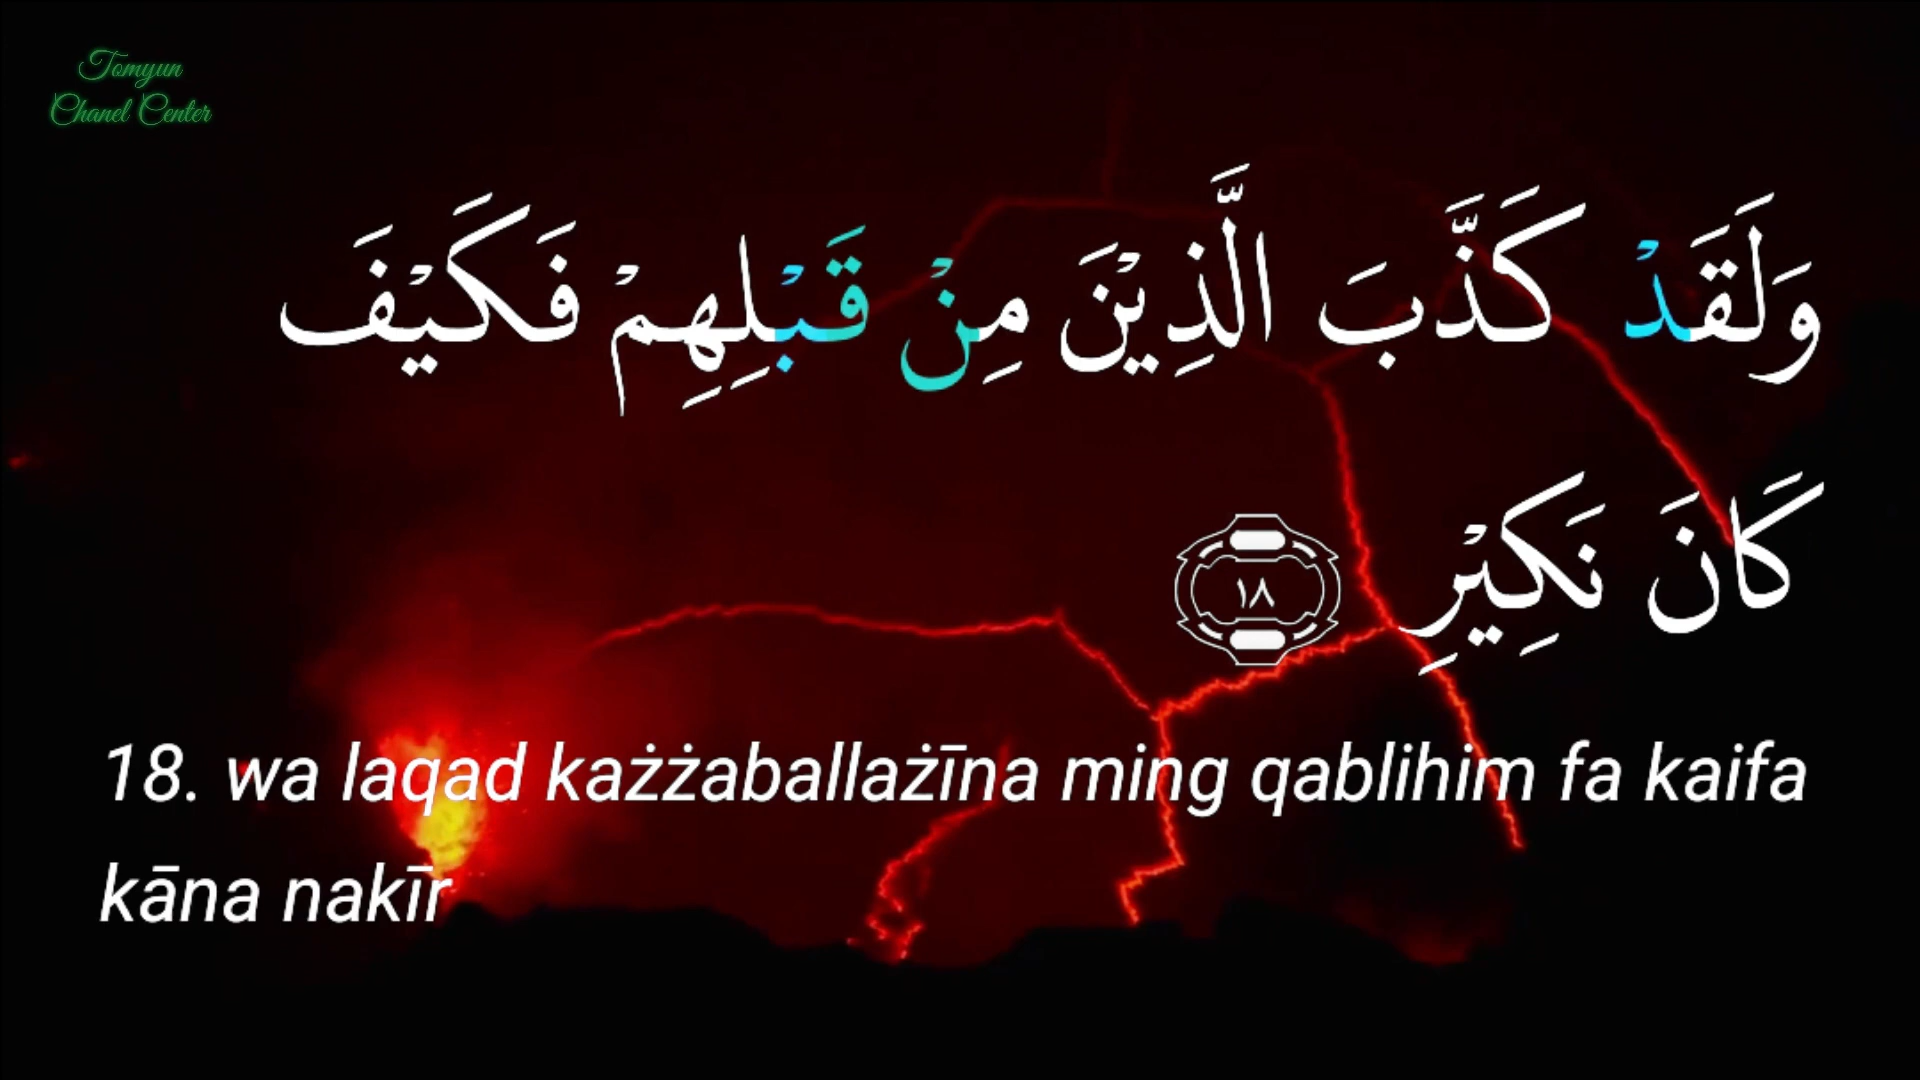 Tomyun
Chanel Center
وَلَقَدْ كَذَّبَ الَّذِيْنَ مِنْ قَبْلِهِمْ فَكَيْفَ
كَانَ نَكِيْرِ ١٨
18. wa laqad każżaballażīna ming qablihim fa kaifa
kāna nakīr